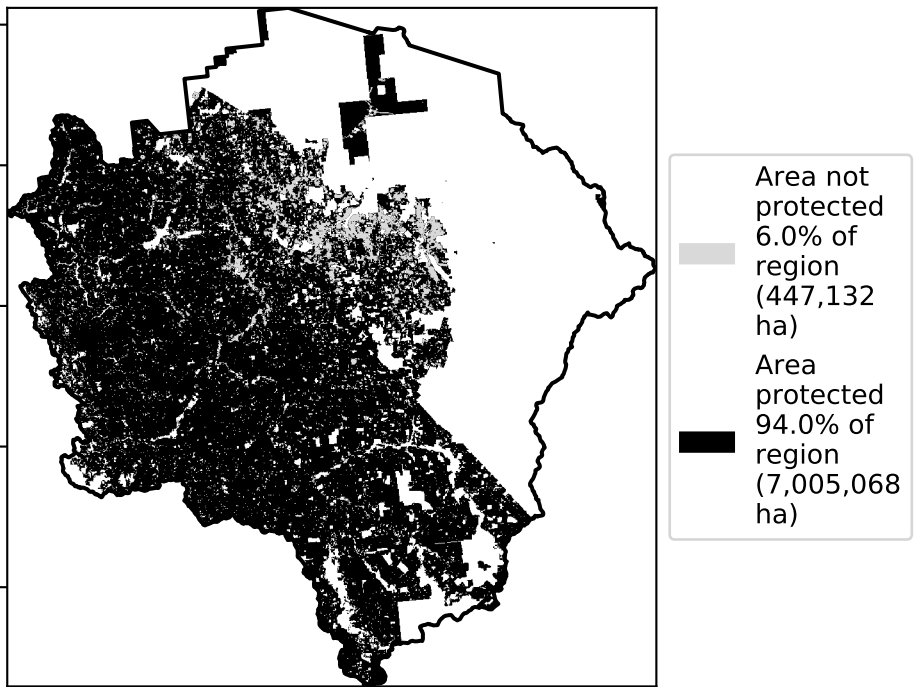 Area not
protected
6.0% of
region
(447,132
ha)
Area
protected
94.0% of
region
(7,005,068
ha)